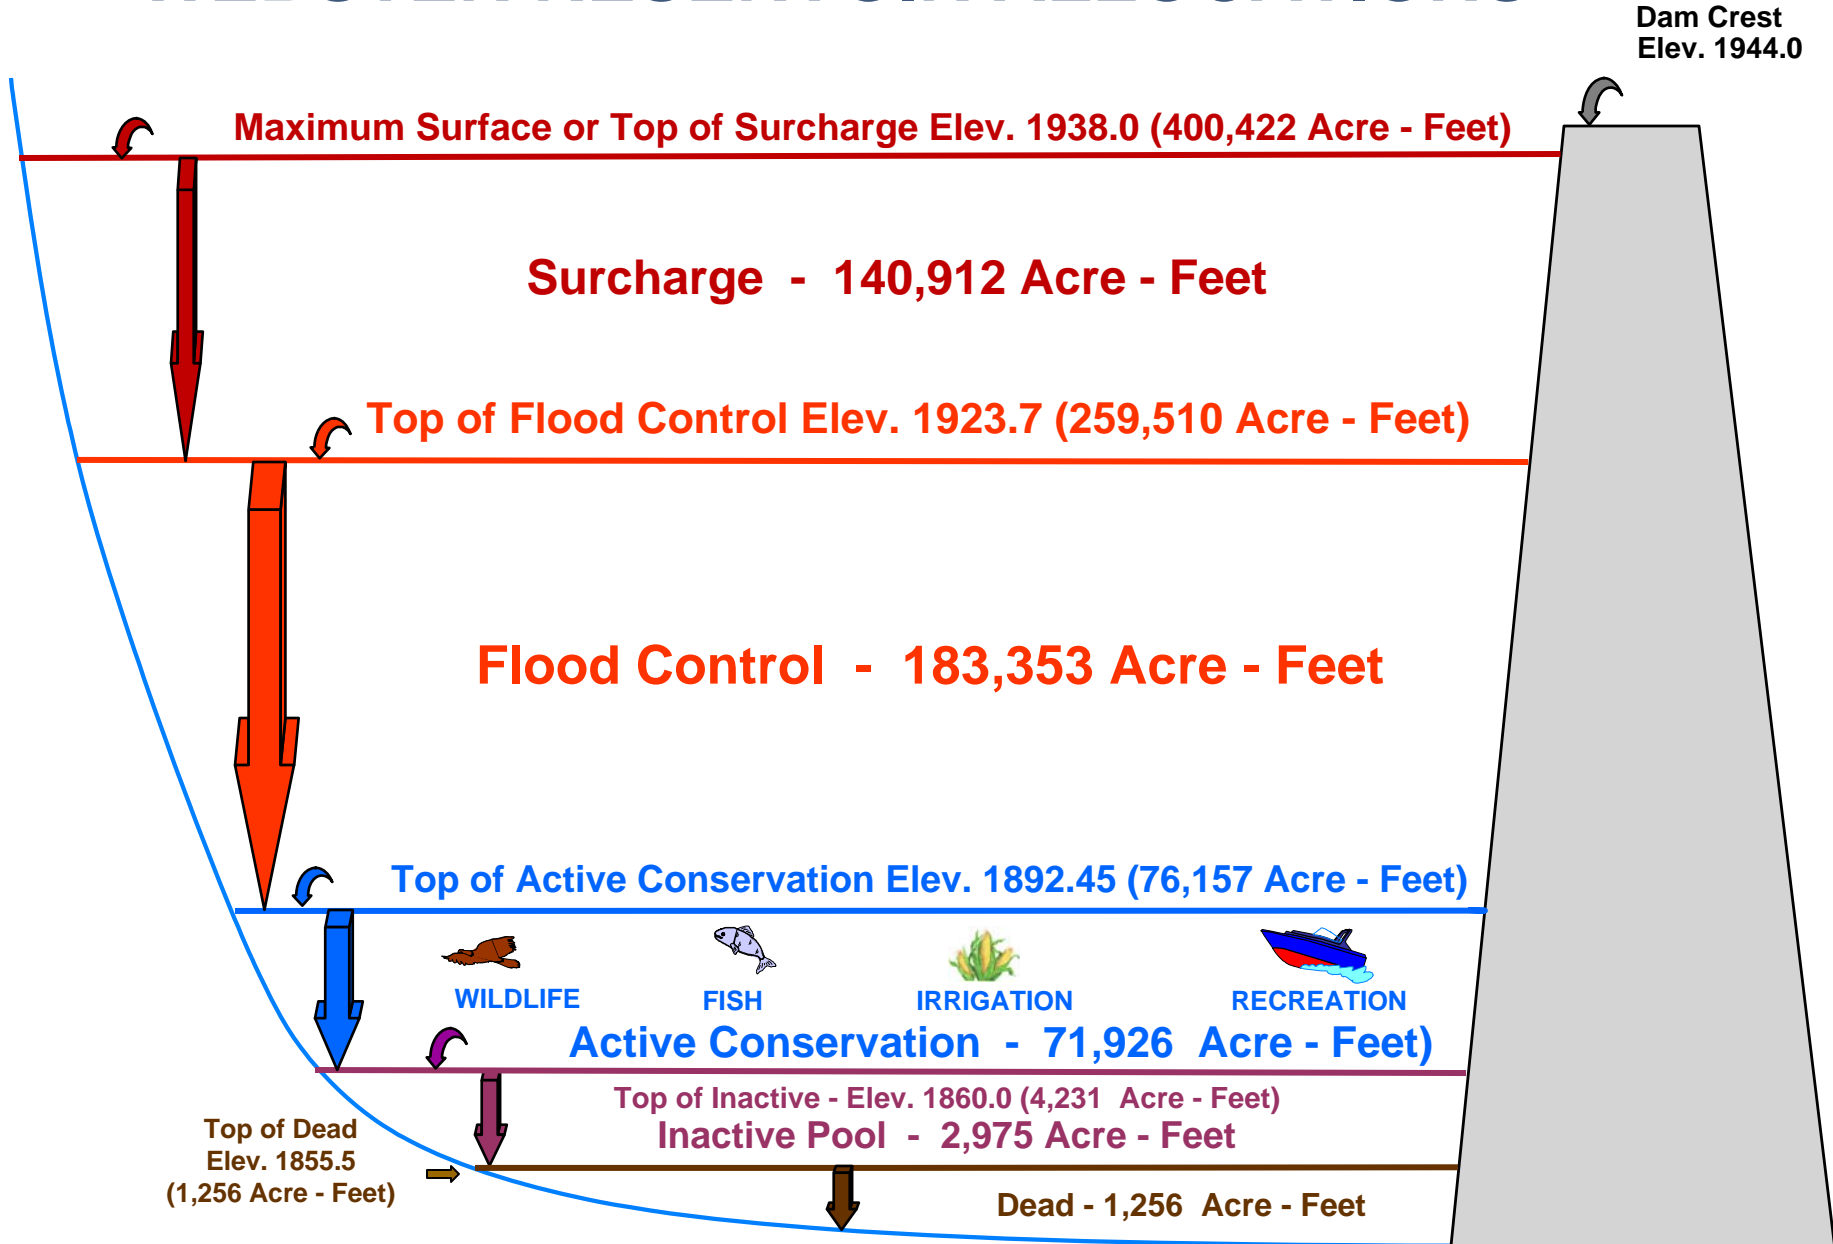 WEBSTER RESERVOIR ALLOCATIONS
Dam Crest
Elev. 1944.0
Maximum Surface or Top of Surcharge Elev. 1938.0 (400,422 Acre - Feet)
Surcharge - 140,912 Acre - Feet
Top of Flood Control Elev. 1923.7 (259,510 Acre - Feet)
Flood Control - 183,353 Acre - Feet
Top of Active Conservation Elev. 1892.45 (76,157 Acre - Feet)
WILDLIFE FISH IRRIGATION RECREATION
Active Conservation - 71,926 Acre - Feet)
Top of Inactive - Elev. 1860.0 (4,231 Acre - Feet)
Inactive Pool - 2,975 Acre - Feet
Top of Dead
Elev. 1855.5
(1,256 Acre - Feet)
Dead - 1,256 Acre - Feet